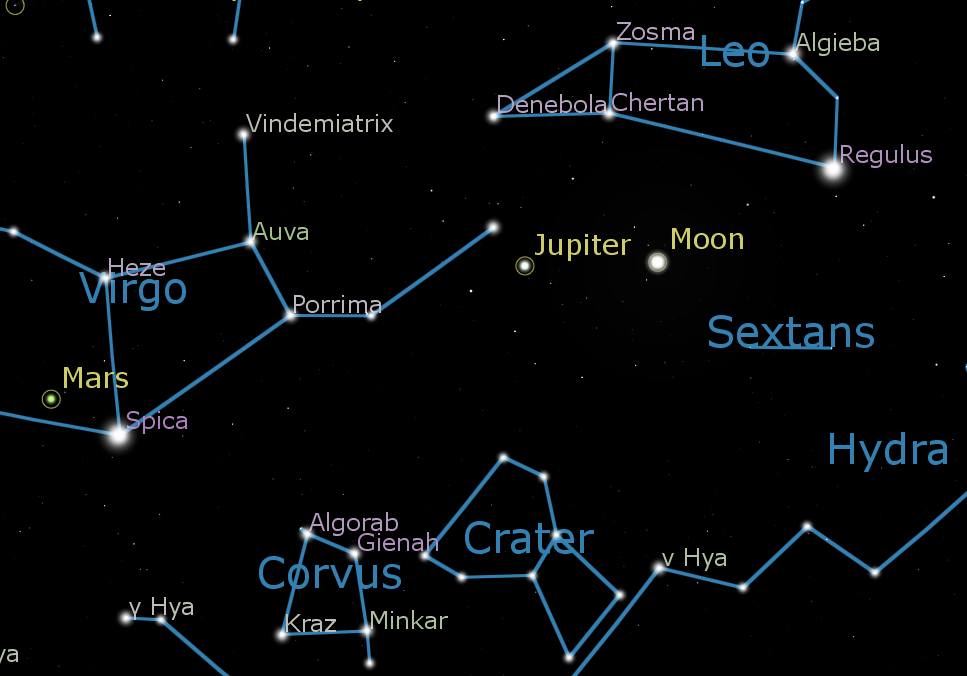 Zosma
Leo
Algieba
Denebola
Chertan
Vindemiatrix
Regulus
Auva
Jupiter
Moon
Heze
Virgo
Porrima
Sextans
Mars
Spica
Hydra
Algorab
Gienah
Crater
Corvus
ν Hya
γ Hya
Kraz
Minkar
ya